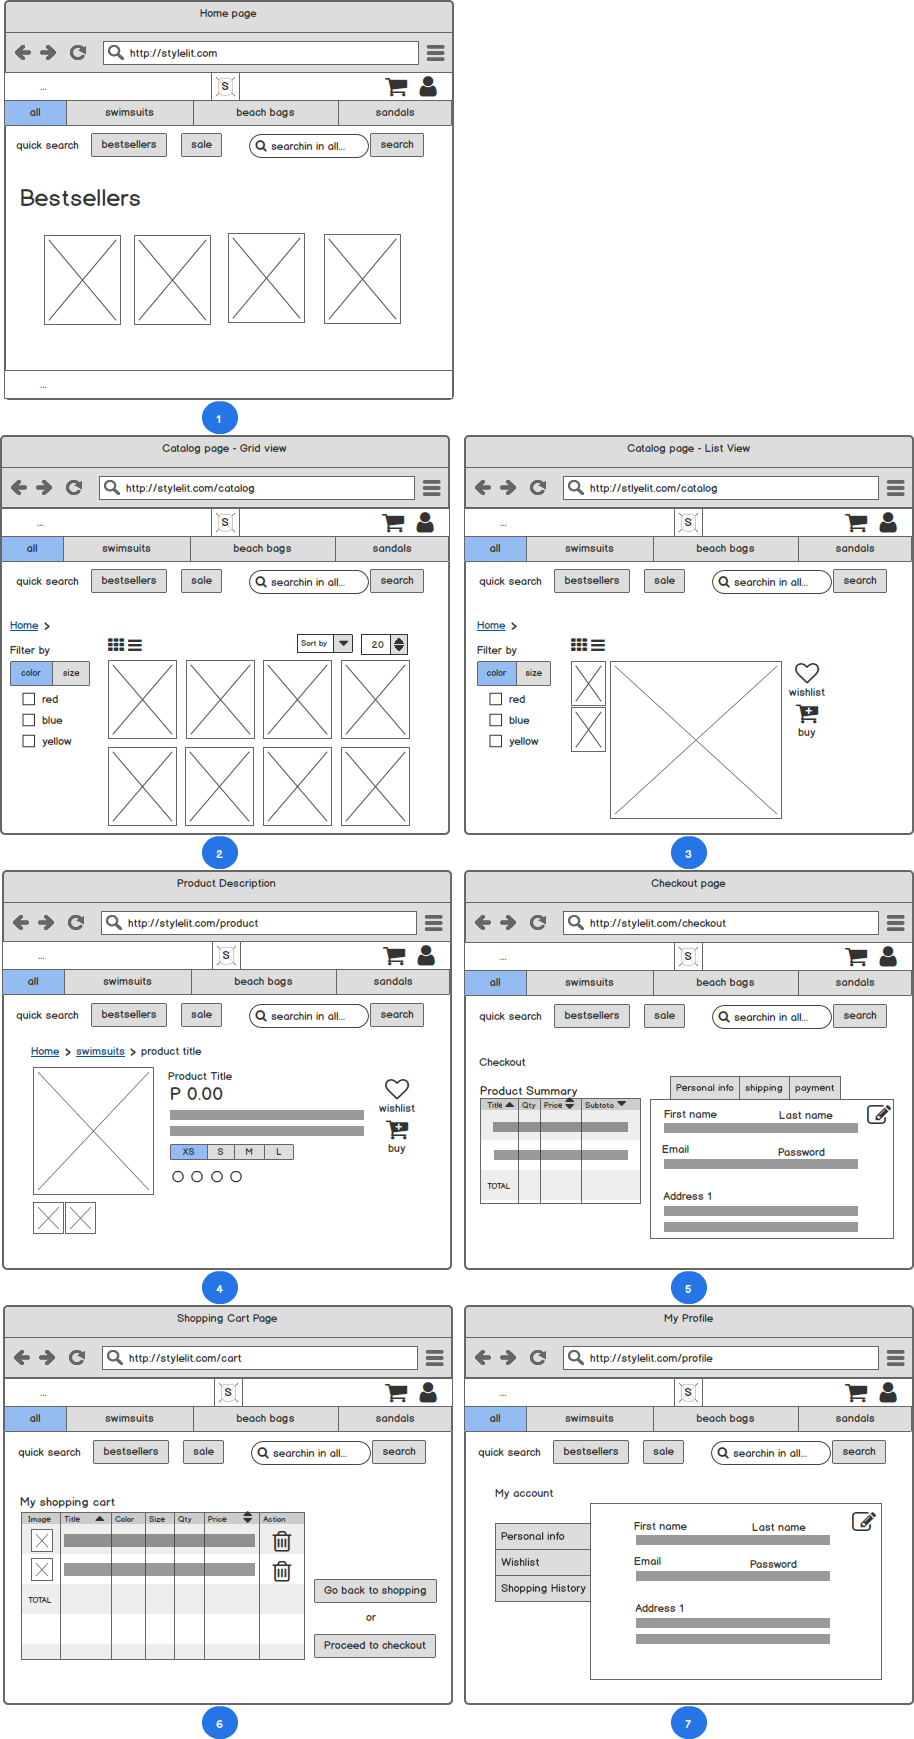 Home page
http://stylelit.com
... S
all swimsuits beach bags sandals
quick search bestsellers sale searchin in all... search
Bestsellers
...
1
Catalog page - Grid view
http://stylelit.com/catalog
... S
all swimsuits beach bags sandals
quick search bestsellers sale searchin in all... search
Home >
Sort by 20
Filter by
color size
red
blue
yellow
2
Catalog page - List View
http://stlyelit.com/catalog
... S
all swimsuits beach bags sandals
quick search bestsellers sale searchin in all... search
Home >
Filter by
color size
red
blue
yellow
wishlist
buy
3
Product Description
http://stylelit.com/product
... S
all swimsuits beach bags sandals
quick search bestsellers sale searchin in all... search
Home > swimsuits > product title
Product Title
P 0.00
wishlist
buy
XS S M L
4
Checkout page
http://stylelit.com/checkout
... S
all swimsuits beach bags sandals
quick search bestsellers sale searchin in all... search
Checkout
Product Summary
Title Qty Price Subtota
TOTAL
Personal info shipping payment
First name Last name
Email Password
Address 1
5
Shopping Cart Page
http://stylelit.com/cart
... S
all swimsuits beach bags sandals
quick search bestsellers sale searchin in all... search
My shopping cart
Image Title Color Size Qty Price Action
TOTAL
Go back to shopping
or
Proceed to checkout
6
My Profile
http://stylelit.com/profile
... S
all swimsuits beach bags sandals
quick search bestsellers sale searchin in all... search
My account
Personal info
Wishlist
Shopping History
First name Last name
Email Password
Address 1
7